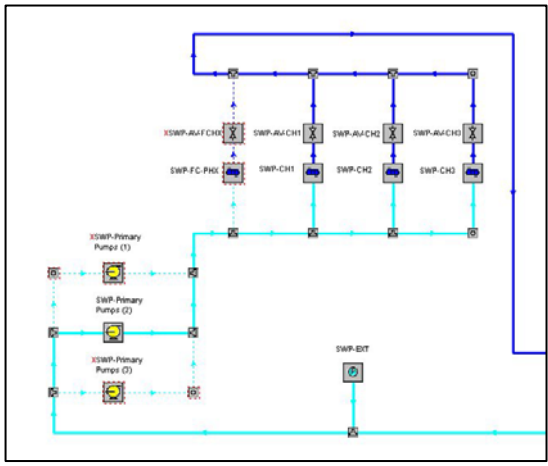 XSWP-AV-FCHX SWP-AV-CH1 SWP-AV-CH2 SWP-AV-CH3
SWP-FC-PHX SWP-CH1 SWP-CH2 SWP-CH3
XSWP-Primary
Pumps (1)
SWP-Primary
Pumps (2)
XSWP-Primary
Pumps (3)
SWP-EXT